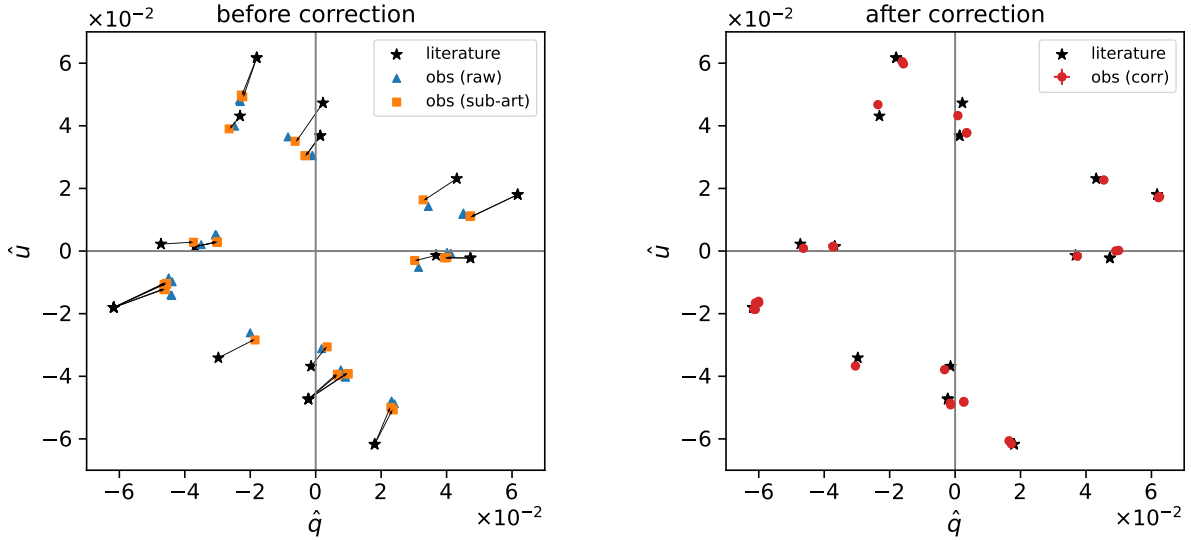 before correction
×10⁻²
literature
obs (raw)
obs (sub-art)
6
4
2
0
−2
−4
−6
û
−6 −4 −2 0 2 4 6
×10⁻²
q̂
after correction
×10⁻²
literature
obs (corr)
6
4
2
0
−2
−4
−6
û
−6 −4 −2 0 2 4 6
×10⁻²
q̂